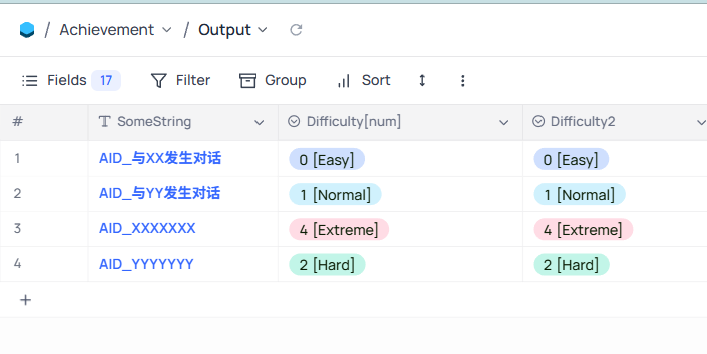 / Achievement / Output
Fields 17 Filter Group Sort
# SomeString Difficulty[num] Difficulty2
1 AID_与XX发生对话 0 [Easy] 0 [Easy]
2 AID_与YY发生对话 1 [Normal] 1 [Normal]
3 AID_XXXXXXX 4 [Extreme] 4 [Extreme]
4 AID_YYYYYYY 2 [Hard] 2 [Hard]
+